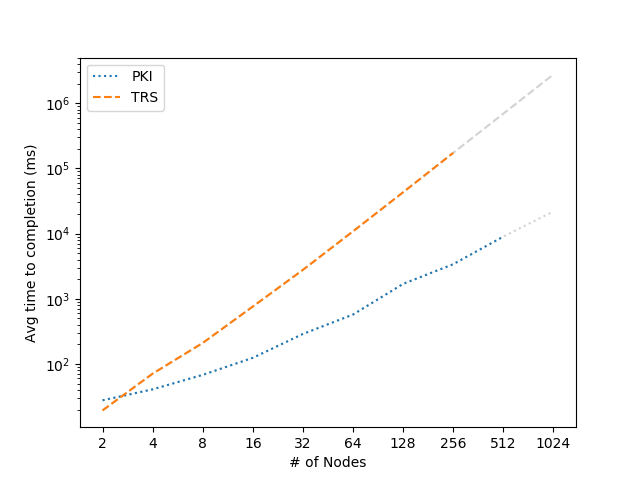 PKI
TRS
Avg time to completion (ms)
10^6
10^5
10^4
10^3
10^2
2 4 8 16 32 64 128 256 512 1024
# of Nodes